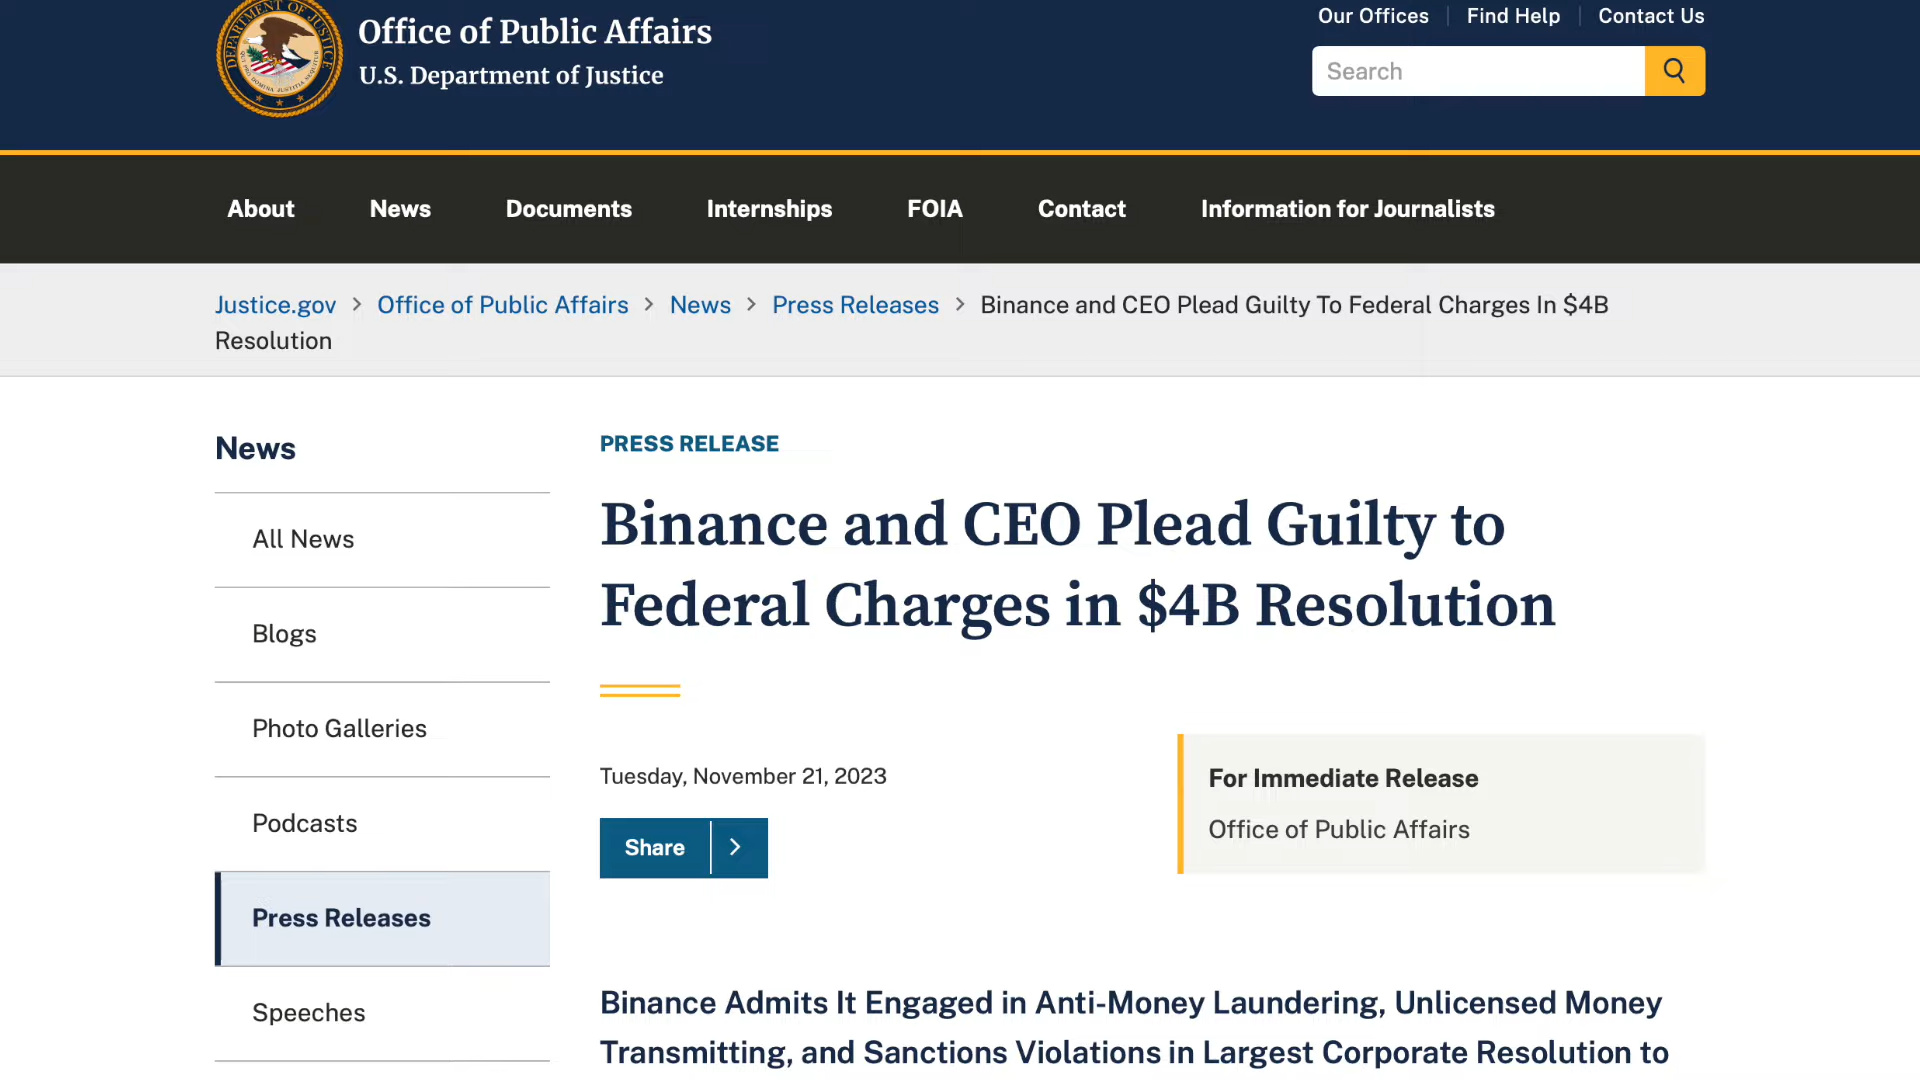 Office of Public Affairs
U.S. Department of Justice
Our Offices
Find Help
Contact Us
Search
About
News
Documents
Internships
FOIA
Contact
Information for Journalists
Justice.gov > Office of Public Affairs > News > Press Releases > Binance and CEO Plead Guilty To Federal Charges In $4B
Resolution
News
All News
Blogs
Photo Galleries
Podcasts
Press Releases
Speeches
PRESS RELEASE
Binance and CEO Plead Guilty to
Federal Charges in $4B Resolution
Tuesday, November 21, 2023
Share
For Immediate Release
Office of Public Affairs
Binance Admits It Engaged in Anti-Money Laundering, Unlicensed Money
Transmitting, and Sanctions Violations in Largest Corporate Resolution to